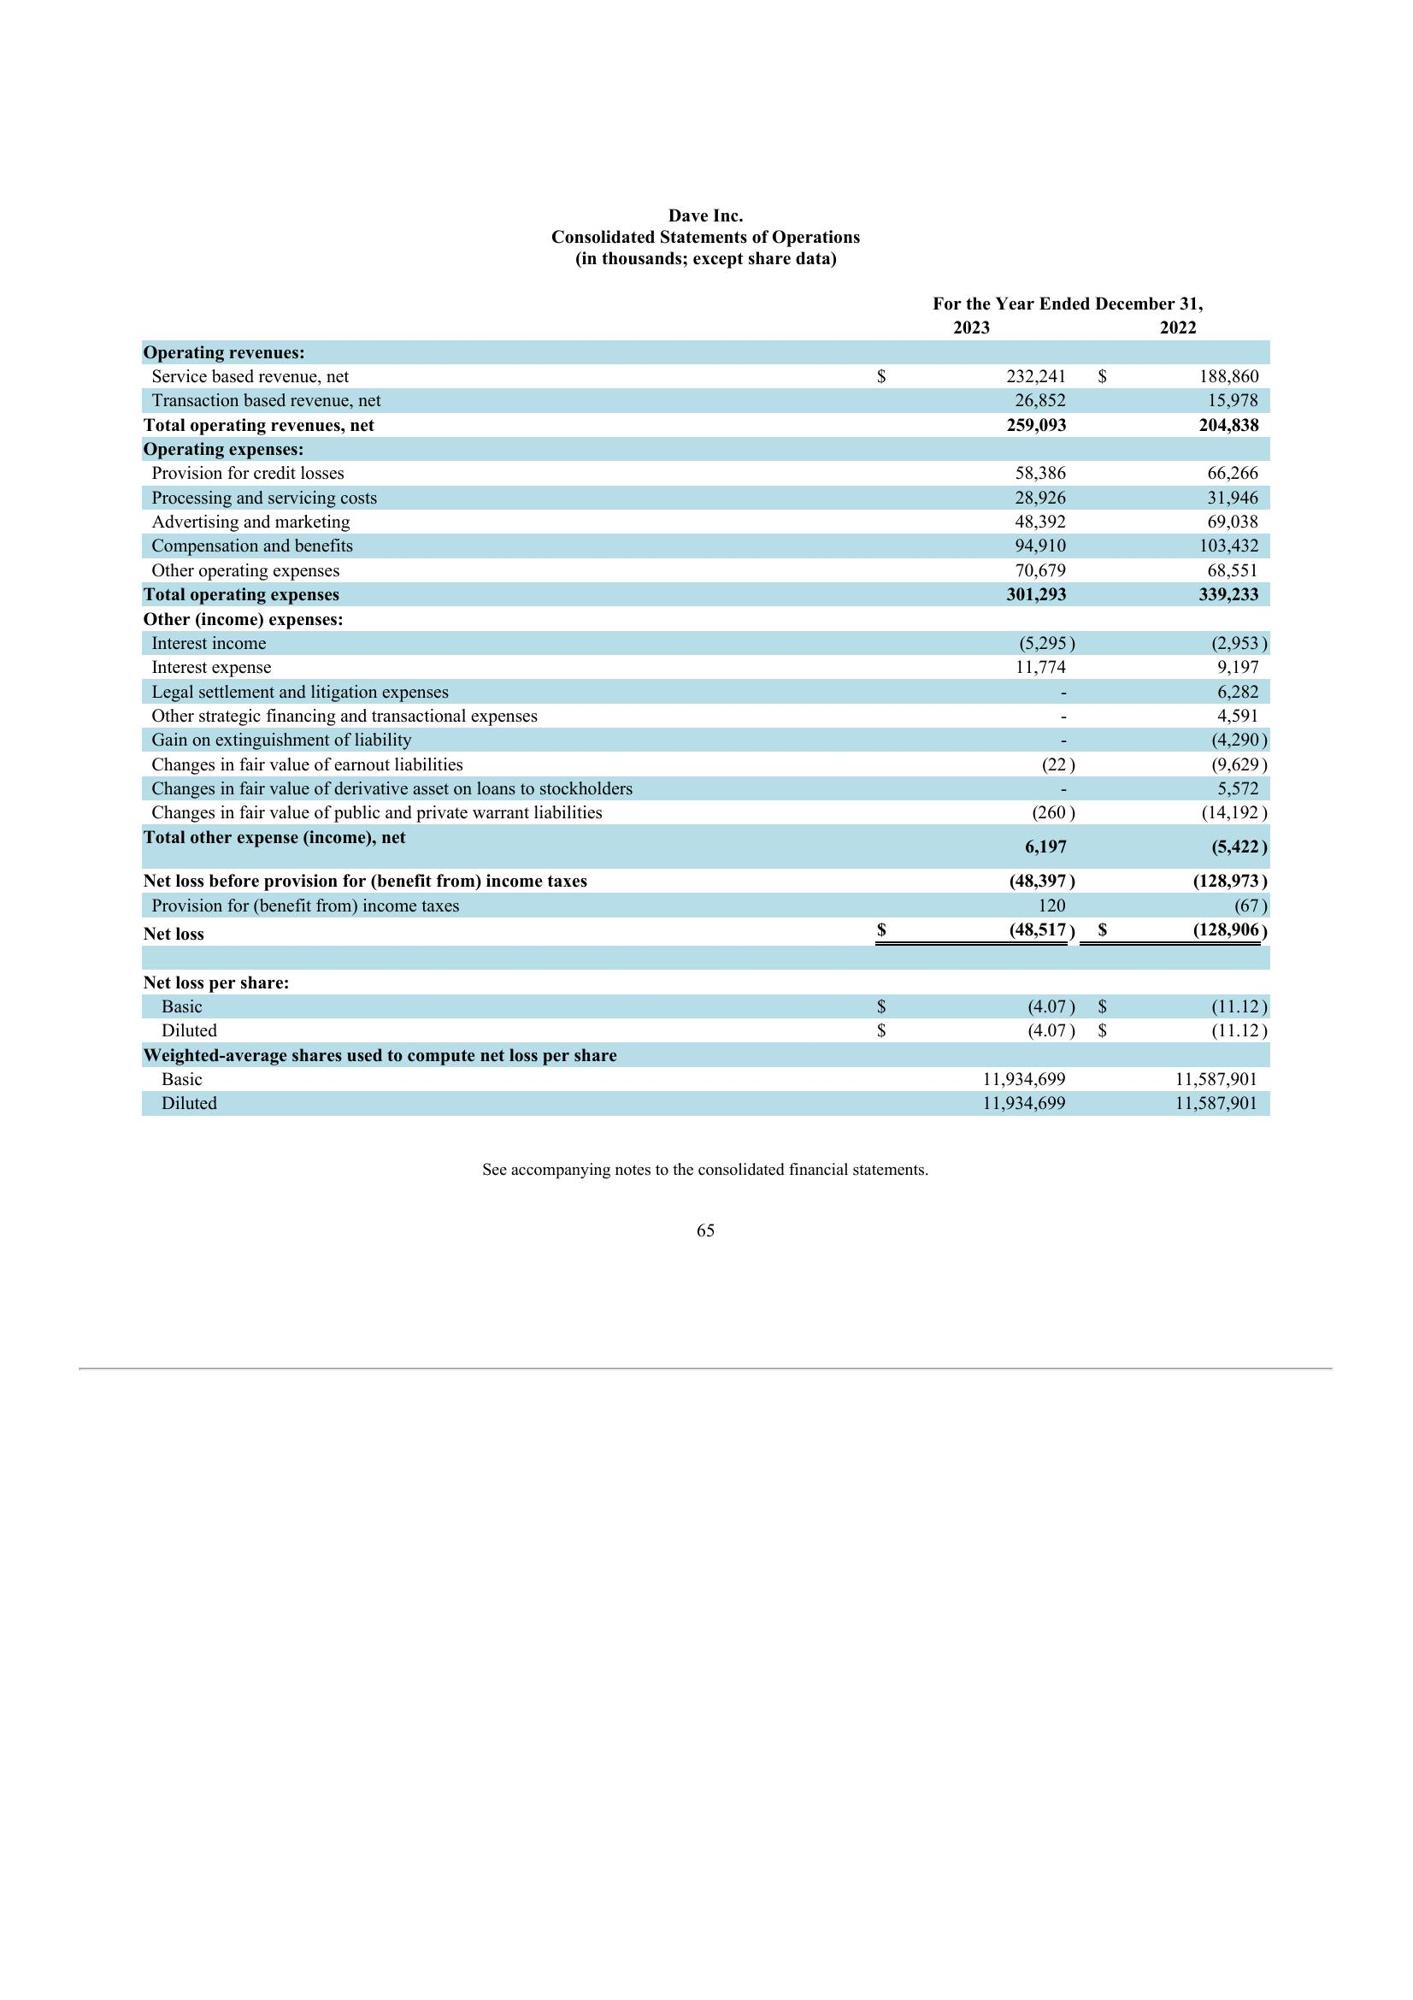 Dave Inc.
Consolidated Statements of Operations
(in thousands; except share data)
For the Year Ended December 31,
2023 2022
Operating revenues:
Service based revenue, net $ 232,241 $ 188,860
Transaction based revenue, net 26,852 15,978
Total operating revenues, net 259,093 204,838
Operating expenses:
Provision for credit losses 58,386 66,266
Processing and servicing costs 28,926 31,946
Advertising and marketing 48,392 69,038
Compensation and benefits 94,910 103,432
Other operating expenses 70,679 68,551
Total operating expenses 301,293 339,233
Other (income) expenses:
Interest income (5,295) (2,953)
Interest expense 11,774 9,197
Legal settlement and litigation expenses - 6,282
Other strategic financing and transactional expenses - 4,591
Gain on extinguishment of liability - (4,290)
Changes in fair value of earnout liabilities (22) (9,629)
Changes in fair value of derivative asset on loans to stockholders - 5,572
Changes in fair value of public and private warrant liabilities (260) (14,192)
Total other expense (income), net 6,197 (5,422)
Net loss before provision for (benefit from) income taxes (48,397) (128,973)
Provision for (benefit from) income taxes 120 (67)
Net loss $ (48,517) $ (128,906)
Net loss per share:
Basic $ (4.07) $ (11.12)
Diluted $ (4.07) $ (11.12)
Weighted-average shares used to compute net loss per share
Basic 11,934,699 11,587,901
Diluted 11,934,699 11,587,901
See accompanying notes to the consolidated financial statements.
65